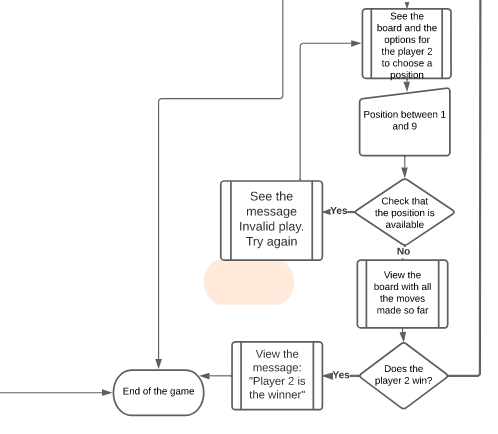 See the
board and the
options for
the player 2
to choose a
position
Position between 1
and 9
See the
message
Invalid play.
Try again
Yes
Check that
the position is
available
No
View the
board with all
the moves
made so far
View the
message:
"Player 2 is
the winner"
Yes
Does the
player 2 win?
End of the game